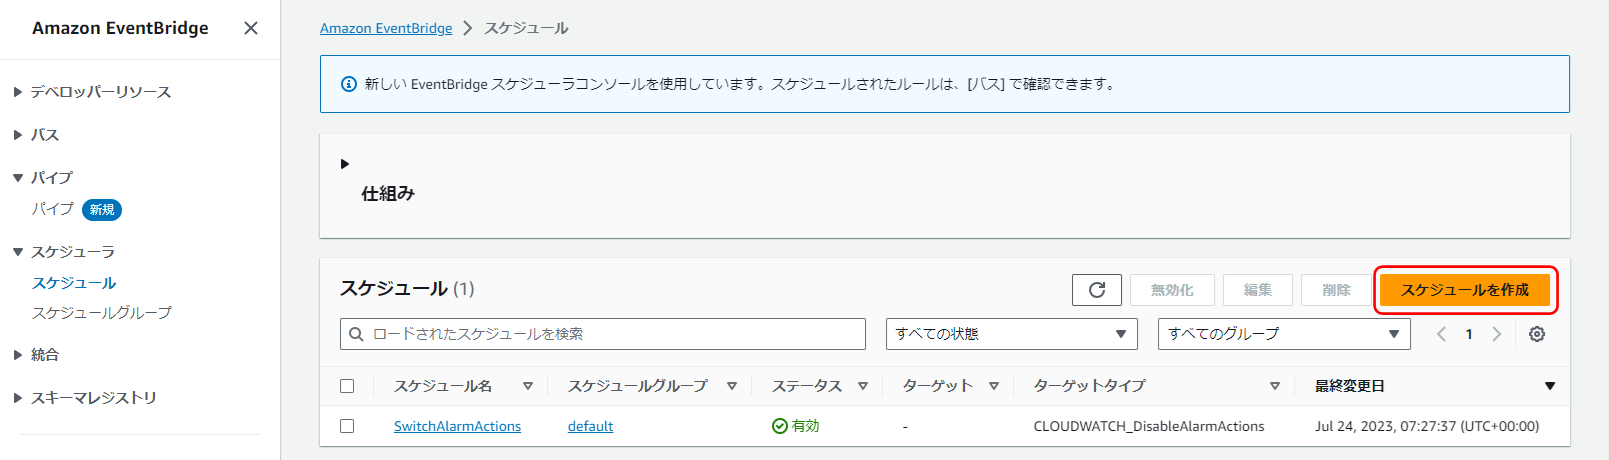 Amazon EventBridge
デベロッパーリソース
バス
パイプ
パイプ 新規
スケジューラ
スケジュール
スケジュールグループ
統合
スキーマレジストリ
Amazon EventBridge スケジュール
新しい EventBridge スケジューラコンソールを使用しています。スケジュールされたルールは、[バス] で確認できます。
仕組み
スケジュール (1) 無効化 編集 削除 スケジュールを作成
ロードされたスケジュールを検索 すべての状態 すべてのグループ 1
スケジュール名 スケジュールグループ ステータス ターゲット ターゲットタイプ 最終変更日
SwitchAlarmActions default 有効 - CLOUDWATCH_DisableAlarmActions Jul 24, 2023, 07:27:37 (UTC+00:00)